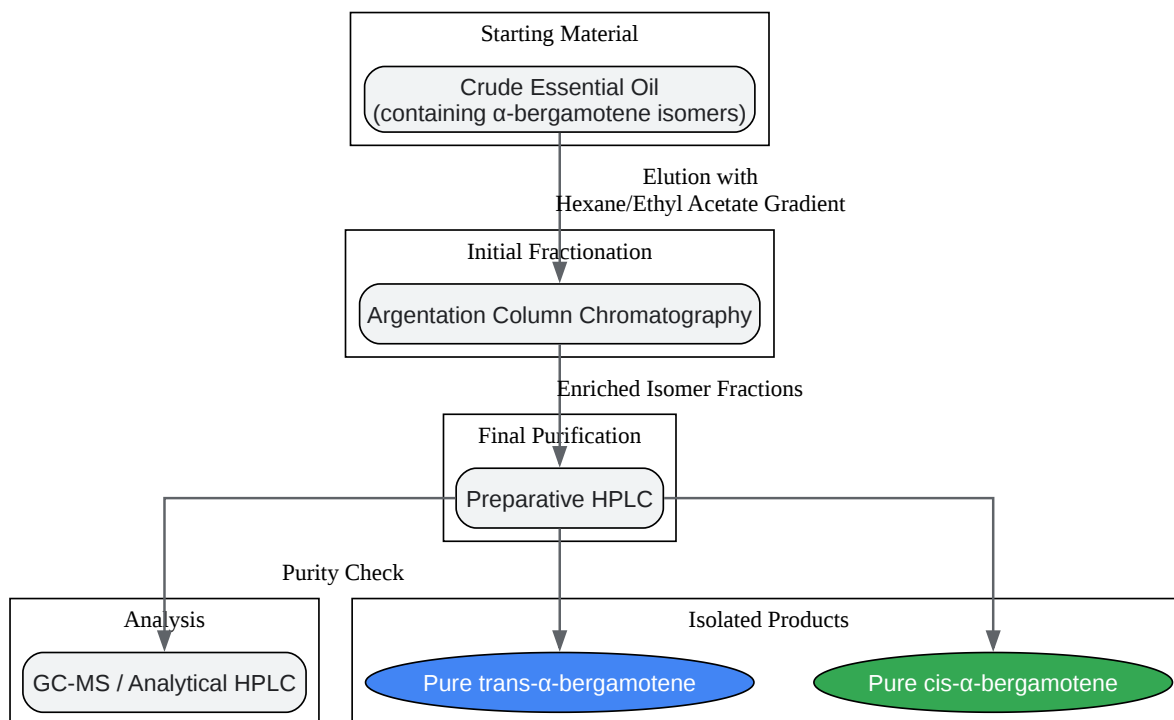 Starting Material
Crude Essential Oil
(containing α-bergamotene isomers)
Elution with
Hexane/Ethyl Acetate Gradient
Initial Fractionation
Argentation Column Chromatography
Enriched Isomer Fractions
Final Purification
Preparative HPLC
Purity Check
Analysis
GC-MS / Analytical HPLC
Isolated Products
Pure trans-α-bergamotene
Pure cis-α-bergamotene